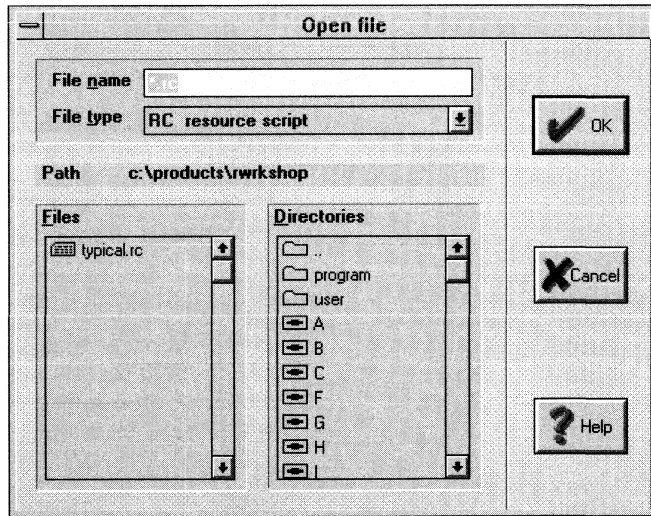 Open file
File name *.rc
File type RC resource script
Path c:\products\rwrkshop
Files
typical.rc
Directories
..
program
user
A
B
C
F
G
H
I
OK
Cancel
Help